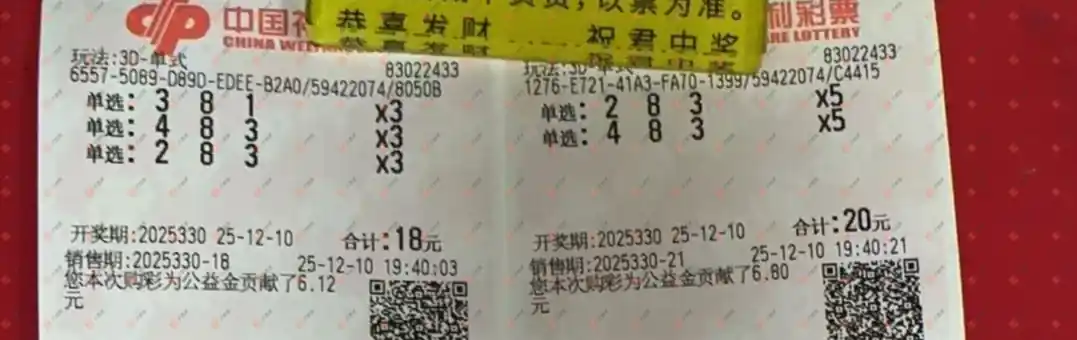 中国
CHINA
恭喜发财 祝君中奖
利彩票
RE LOTTERY
玩法:3D-单式
83022433
6557-5089-D89D-EDEE-B2A0/59422074/8050B
单选: 3 8 1 x3
单选: 4 8 3 x3
单选: 2 8 3 x3
开奖期:2025330 25-12-10 合计:18元
销售期:2025330-18 25-12-10 19:40:03
您本次购彩为公益金贡献了6.12
元
83022433
1276-E721-41A3-FA70-1399/59422074/C4415
单选: 2 8 3 x5
单选: 4 8 3 x5
开奖期:2025330 25-12-10 合计:20元
销售期:2025330-21 25-12-10 19:40:21
您本次购彩为公益金贡献了6.80
元